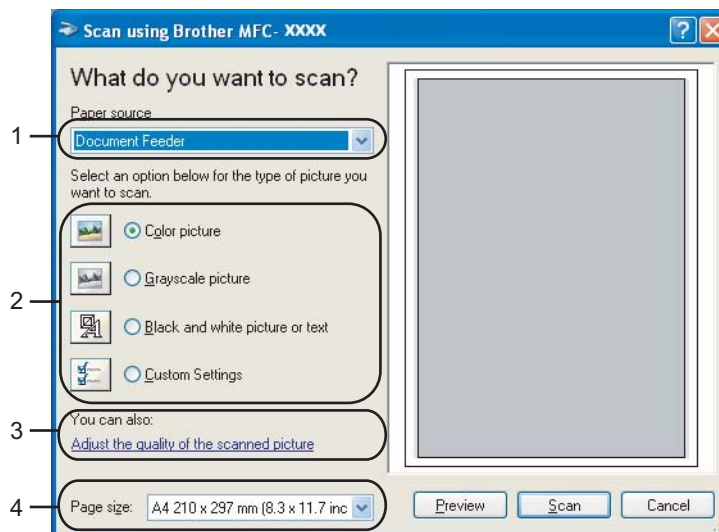 Scan using Brother MFC- XXXX
What do you want to scan?
Paper source
1
Document Feeder
Select an option below for the type of picture you
want to scan.
2
Color picture
Grayscale picture
Black and white picture or text
Custom Settings
3
You can also:
Adjust the quality of the scanned picture
4
Page size: A4 210 x 297 mm (8.3 x 11.7 inc
Preview Scan Cancel